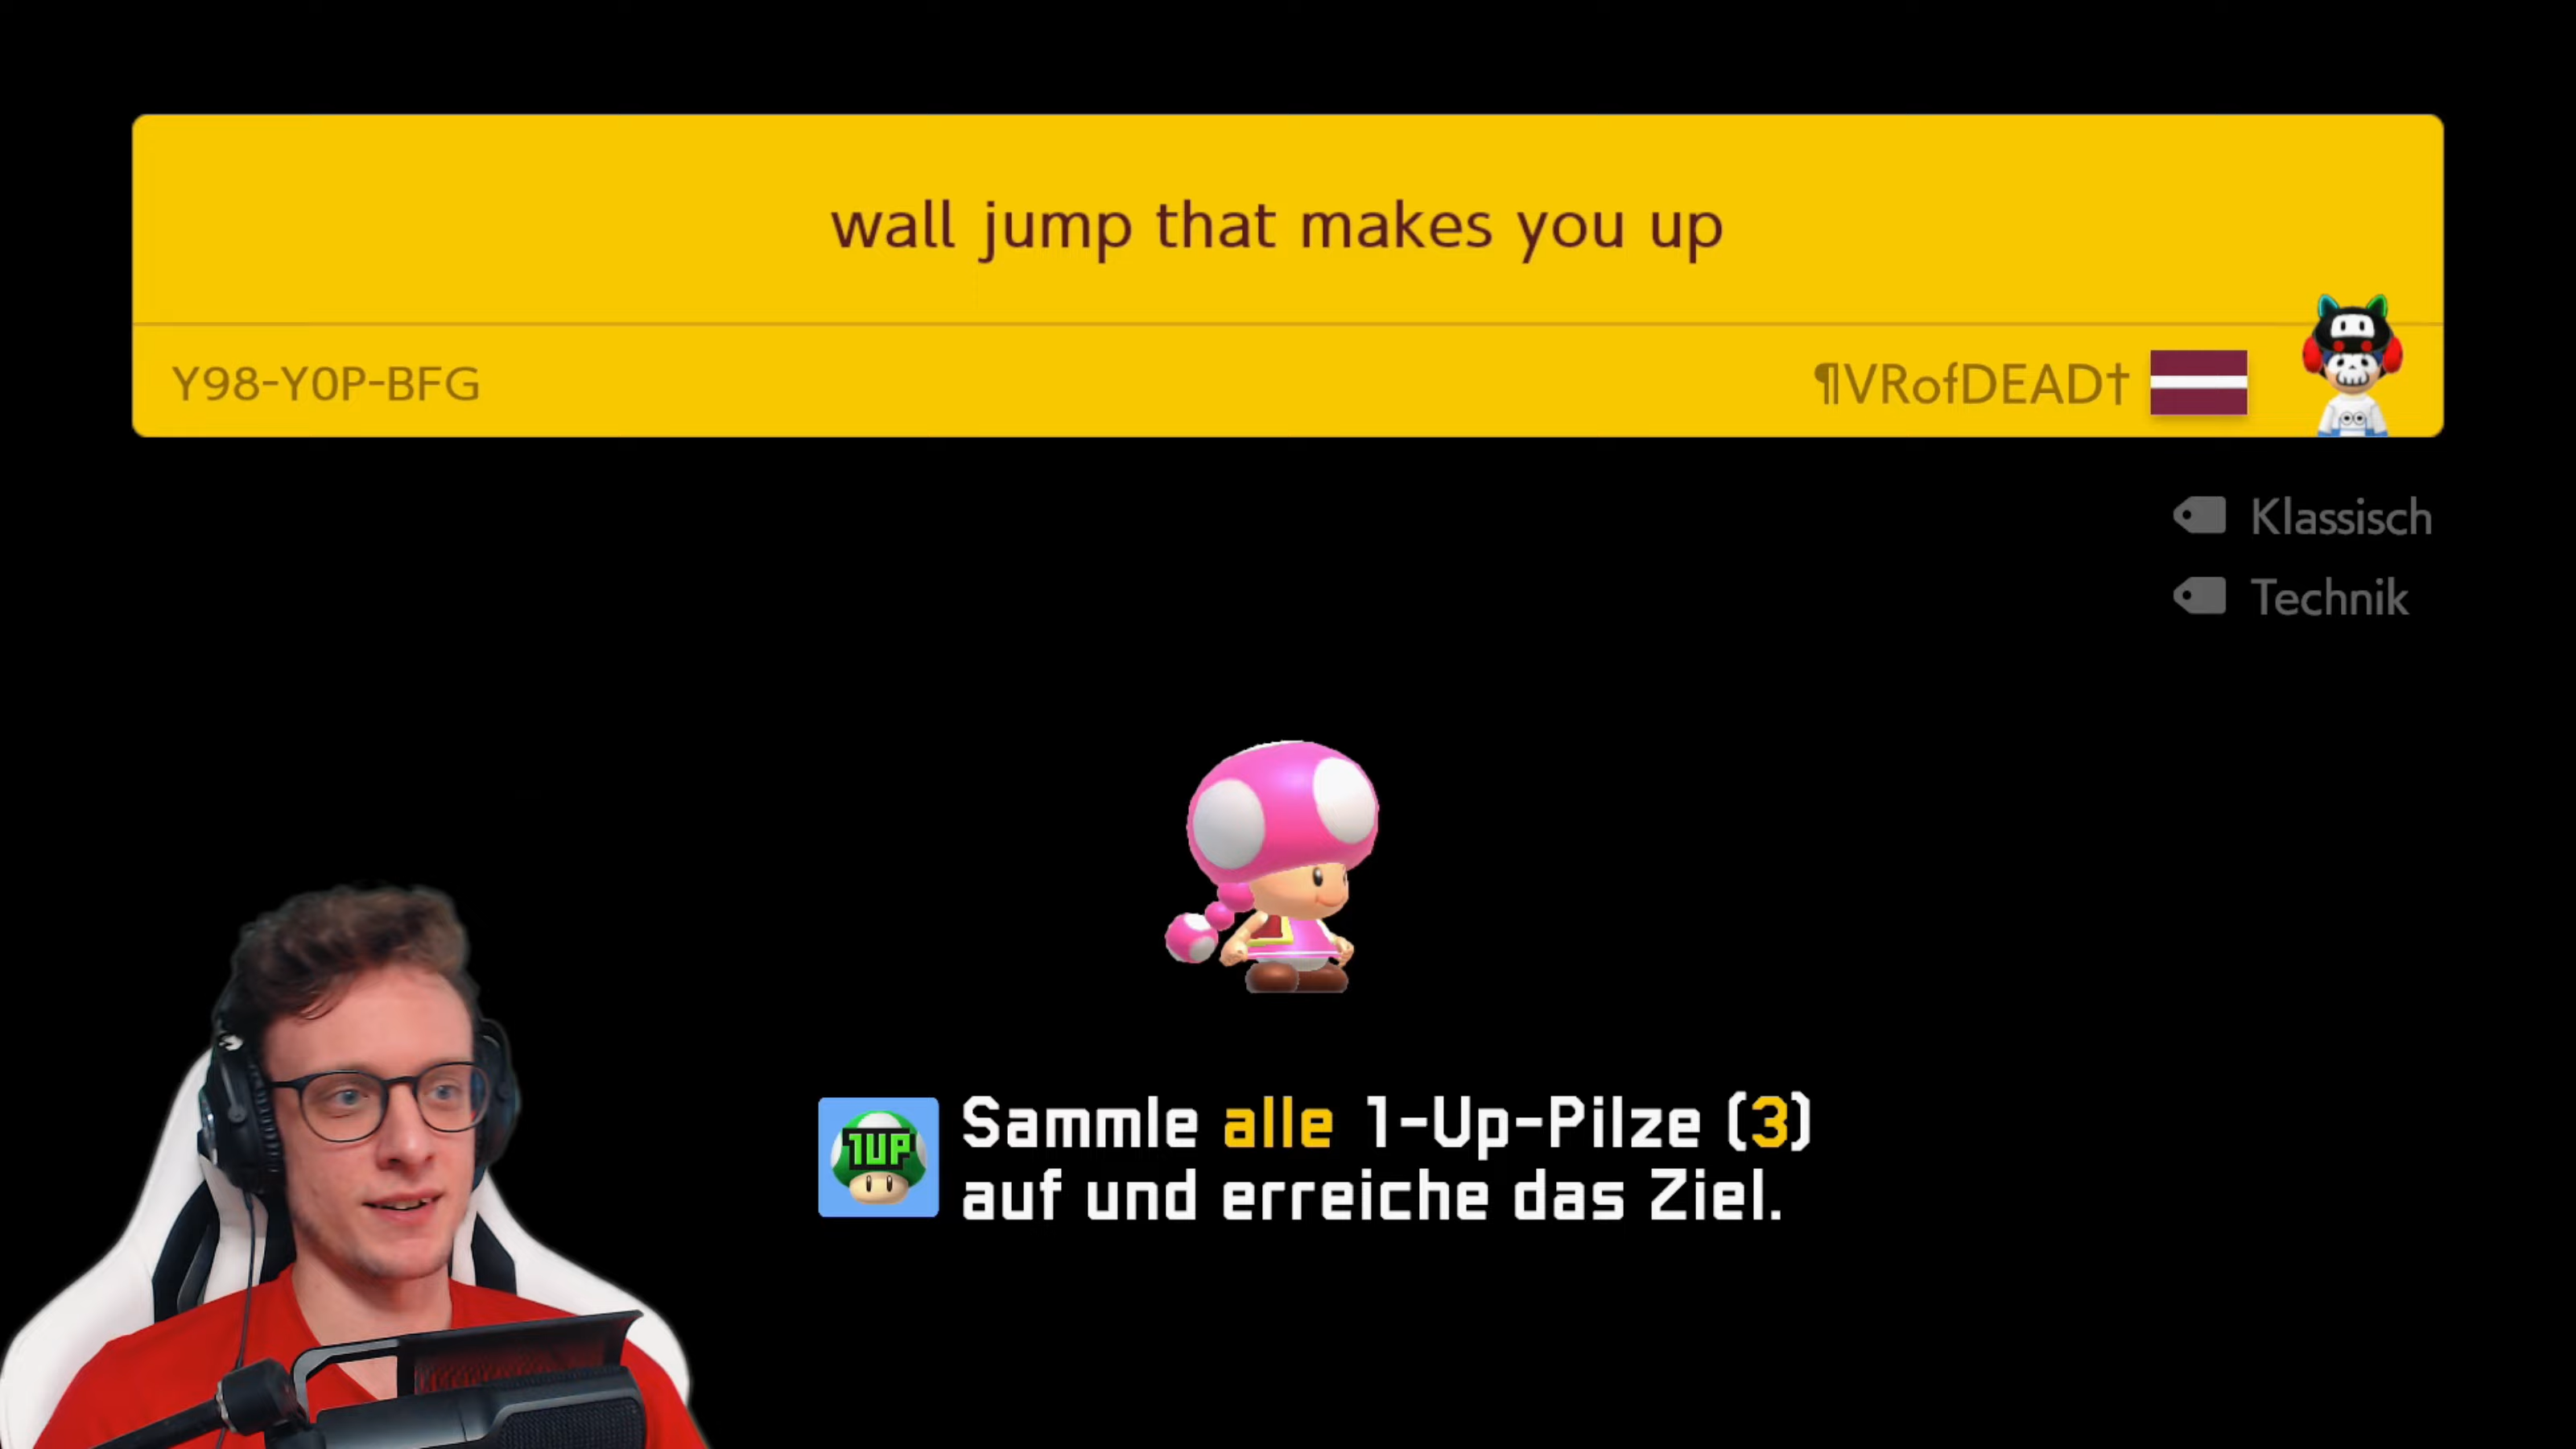 wall jump that makes you up
Y98-Y0P-BFG
¶VRofDEAD†
Klassisch
Technik
1UP
Sammle alle 1-Up-Pilze (3)
auf und erreiche das Ziel.